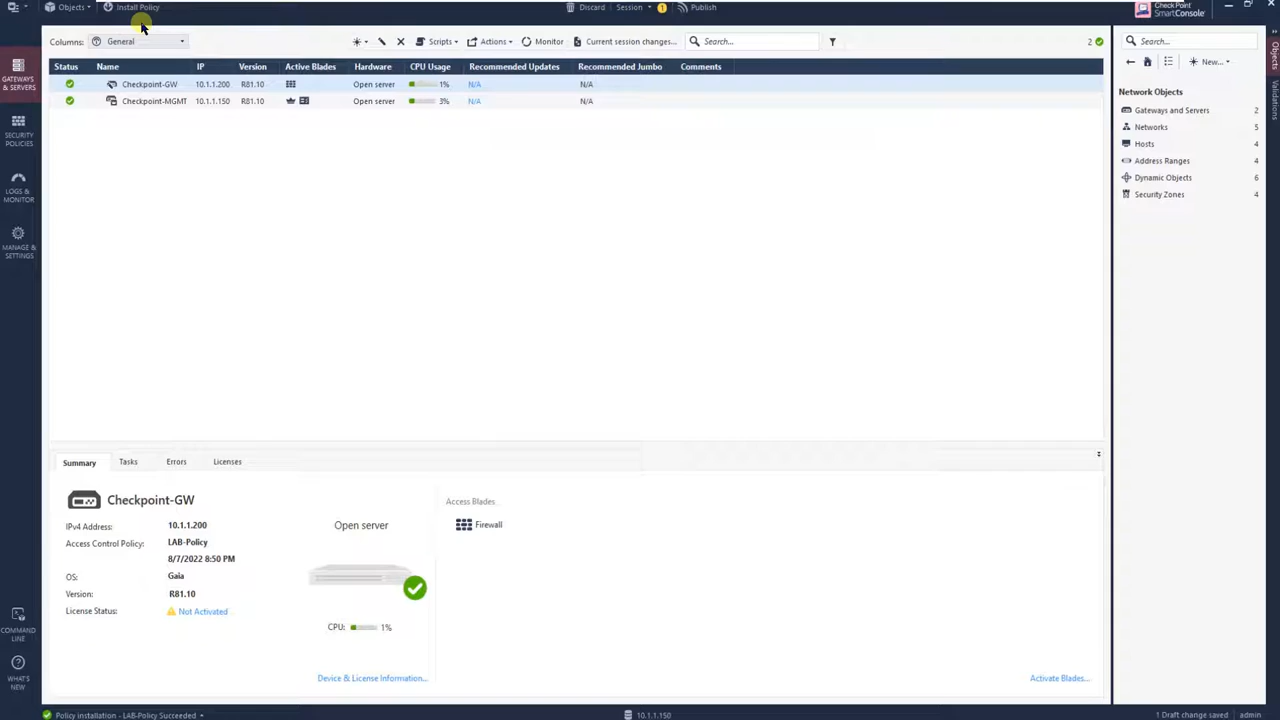 Objects
Install Policy
Discard
Session
1
Publish
CHECK POINT
SmartConsole
GATEWAYS
& SERVERS
SECURITY
POLICIES
LOGS &
MONITOR
MANAGE &
SETTINGS
COMMAND
LINE
WHAT'S
NEW
Columns:
General
Scripts
Actions
Monitor
Current session changes...
Search...
2
Status
Name
IP
Version
Active Blades
Hardware
CPU Usage
Recommended Updates
Recommended Jumbo
Comments
Checkpoint-GW
10.1.1.200
R81.10
Open server
1%
N/A
N/A
Checkpoint-MGMT
10.1.1.150
R81.10
Open server
3%
N/A
N/A
Summary
Tasks
Errors
Licenses
Checkpoint-GW
IPv4 Address:
10.1.1.200
Access Control Policy:
LAB-Policy
8/7/2022 8:50 PM
OS:
Gaia
Version:
R81.10
License Status:
Not Activated
Open server
CPU:
1%
Device & License Information...
Access Blades
Firewall
Activate Blades...
Search...
New...
Network Objects
Gateways and Servers
2
Networks
5
Hosts
4
Address Ranges
4
Dynamic Objects
6
Security Zones
4
Objects
Validations
Policy installation - LAB-Policy Succeeded
10.1.1.150
1 Draft change saved
admin